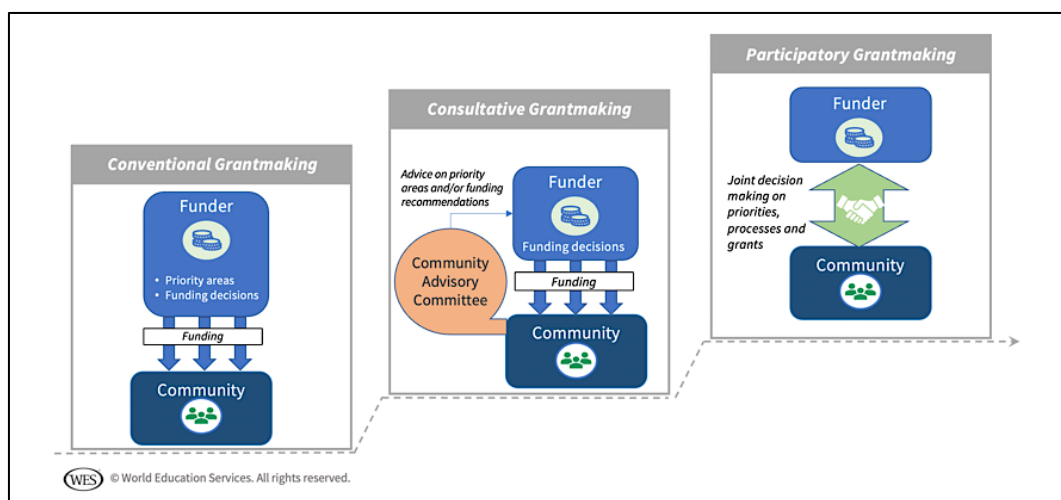 Conventional Grantmaking
Funder
• Priority areas
• Funding decisions
Funding
Community
Consultative Grantmaking
Advice on priority
areas and/or funding
recommendations
Funder
Funding decisions
Community
Advisory
Committee
Funding
Community
Participatory Grantmaking
Funder
Joint decision
making on
priorities,
processes and
grants
Community
WES © World Education Services. All rights reserved.